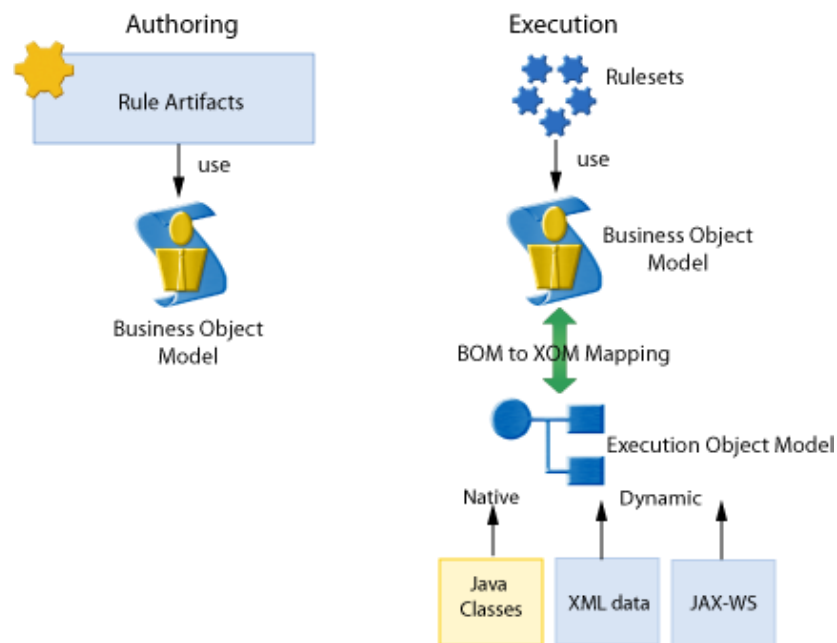 Authoring
Rule Artifacts
use
Business Object
Model
Execution
Rulesets
use
Business Object
Model
BOM to XOM Mapping
Execution Object Model
Native
Dynamic
Java
Classes
XML data
JAX-WS